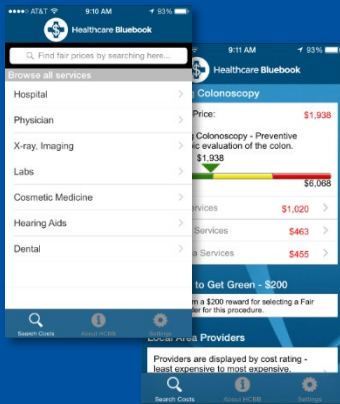 AT&T 9:10 AM 93%
Healthcare Bluebook
Find fair prices by searching here...
Browse all services
Hospital
Physician
X-ray, Imaging
Labs
Cosmetic Medicine
Hearing Aids
Dental
Search Costs About HCBB Settings
9:11 AM 93%
Healthcare Bluebook
Colonoscopy
Price: $1,938
Colonoscopy - Preventive
evaluation of the colon.
$1,938
$6,068
$1,020
Services $463
Services $455
to Get Green - $200
a $200 reward for selecting a Fair
for this procedure.
Local Area Providers
Providers are displayed by cost rating -
least expensive to most expensive.
Search Costs About HCBB Settings